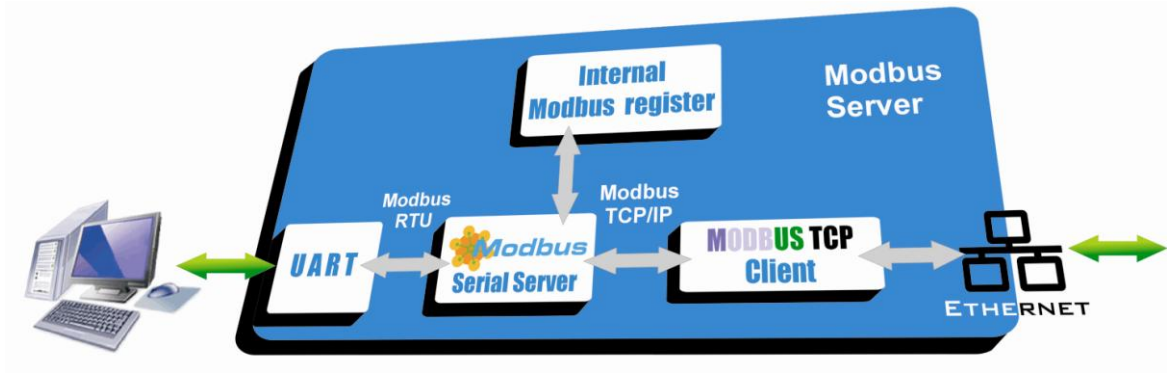 Internal
Modbus register
Modbus
Server
Modbus
RTU
Modbus
TCP/IP
UART
Modbus
Serial Server
MODBUS TCP
Client
ETHERNET